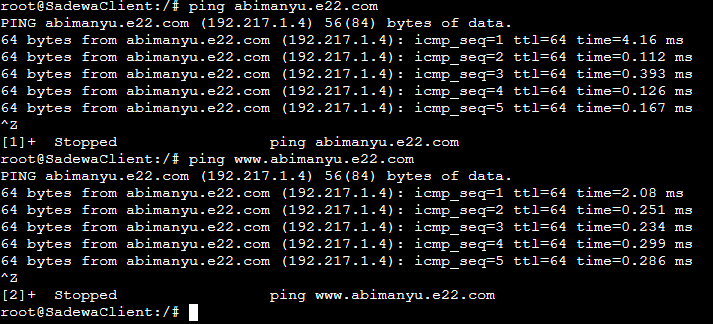 root@SadewaClient:/# ping abimanyu.e22.com
PING abimanyu.e22.com (192.217.1.4) 56(84) bytes of data.
64 bytes from abimanyu.e22.com (192.217.1.4): icmp_seq=1 ttl=64 time=4.16 ms
64 bytes from abimanyu.e22.com (192.217.1.4): icmp_seq=2 ttl=64 time=0.112 ms
64 bytes from abimanyu.e22.com (192.217.1.4): icmp_seq=3 ttl=64 time=0.393 ms
64 bytes from abimanyu.e22.com (192.217.1.4): icmp_seq=4 ttl=64 time=0.126 ms
64 bytes from abimanyu.e22.com (192.217.1.4): icmp_seq=5 ttl=64 time=0.167 ms
^Z
[1]+  Stopped                 ping abimanyu.e22.com
root@SadewaClient:/# ping www.abimanyu.e22.com
PING abimanyu.e22.com (192.217.1.4) 56(84) bytes of data.
64 bytes from abimanyu.e22.com (192.217.1.4): icmp_seq=1 ttl=64 time=2.08 ms
64 bytes from abimanyu.e22.com (192.217.1.4): icmp_seq=2 ttl=64 time=0.251 ms
64 bytes from abimanyu.e22.com (192.217.1.4): icmp_seq=3 ttl=64 time=0.234 ms
64 bytes from abimanyu.e22.com (192.217.1.4): icmp_seq=4 ttl=64 time=0.299 ms
64 bytes from abimanyu.e22.com (192.217.1.4): icmp_seq=5 ttl=64 time=0.286 ms
^Z
[2]+  Stopped                 ping www.abimanyu.e22.com
root@SadewaClient:/#